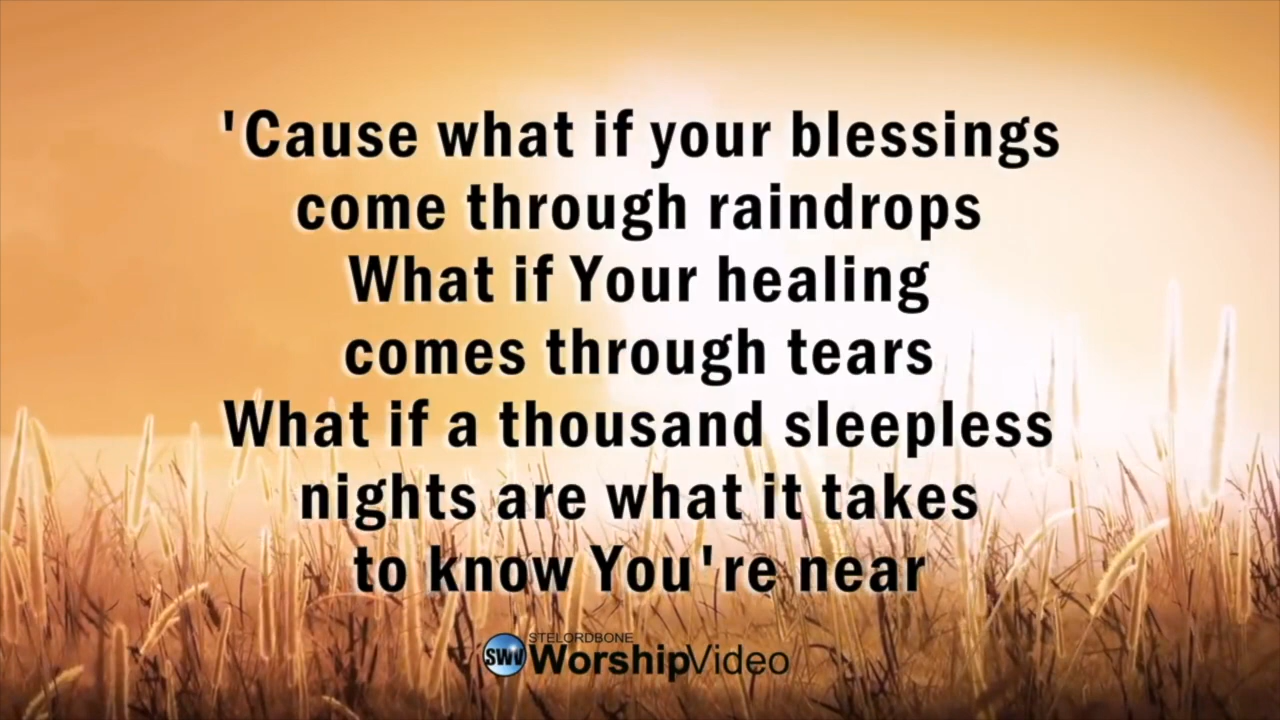 'Cause what if your blessings
come through raindrops
What if Your healing
comes through tears
What if a thousand sleepless
nights are what it takes
to know You're near
STELORDBONE
SWV WorshipVideo